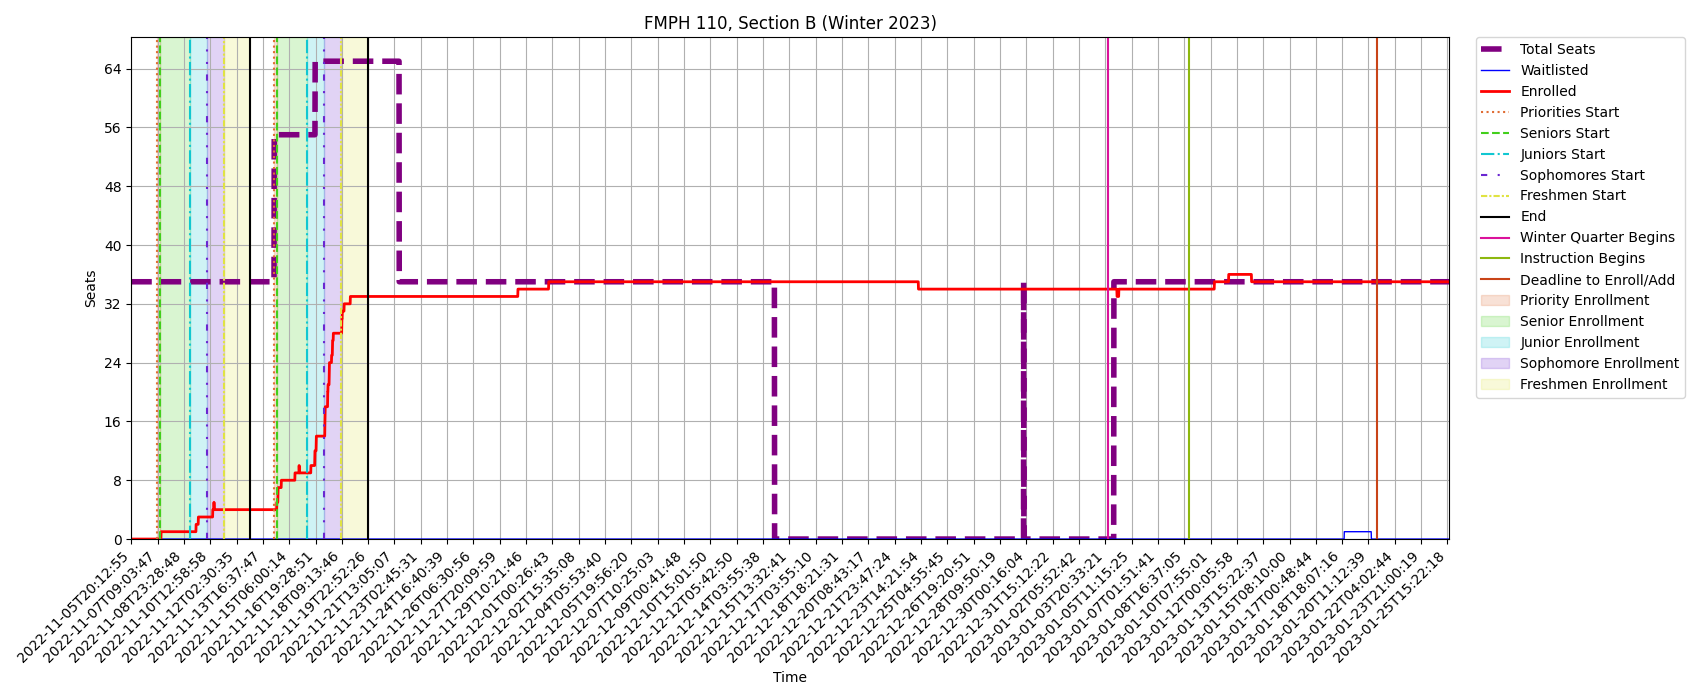 FMPH 110, Section B (Winter 2023)
Seats
64
56
48
40
32
24
16
8
0
2022-11-05T20:12:55
2022-11-07T09:03:47
2022-11-08T23:28:48
2022-11-10T12:58:58
2022-11-12T02:30:35
2022-11-13T16:37:47
2022-11-15T06:00:14
2022-11-16T19:28:51
2022-11-18T09:13:46
2022-11-19T22:52:26
2022-11-21T13:05:07
2022-11-23T02:45:31
2022-11-24T16:40:39
2022-11-26T06:30:56
2022-11-27T20:09:59
2022-11-29T10:21:46
2022-12-01T00:26:43
2022-12-02T15:35:08
2022-12-04T05:53:40
2022-12-05T19:56:20
2022-12-07T10:25:03
2022-12-09T01:41:48
2022-12-10T15:01:50
2022-12-12T05:42:50
2022-12-14T03:55:38
2022-12-15T13:32:41
2022-12-17T03:55:10
2022-12-18T18:21:31
2022-12-20T08:43:17
2022-12-21T23:47:24
2022-12-23T14:21:54
2022-12-25T04:55:45
2022-12-26T19:20:51
2022-12-28T09:50:19
2022-12-30T00:16:04
2022-12-31T15:12:22
2023-01-02T05:52:42
2023-01-03T20:33:21
2023-01-05T11:15:25
2023-01-07T01:51:41
2023-01-08T16:37:05
2023-01-10T07:55:01
2023-01-12T00:05:58
2023-01-13T15:22:37
2023-01-15T08:10:00
2023-01-17T00:48:44
2023-01-18T18:07:16
2023-01-20T11:12:39
2023-01-22T04:02:44
2023-01-23T21:00:19
2023-01-25T15:22:18
Time
Total Seats
Waitlisted
Enrolled
Priorities Start
Seniors Start
Juniors Start
Sophomores Start
Freshmen Start
End
Winter Quarter Begins
Instruction Begins
Deadline to Enroll/Add
Priority Enrollment
Senior Enrollment
Junior Enrollment
Sophomore Enrollment
Freshmen Enrollment